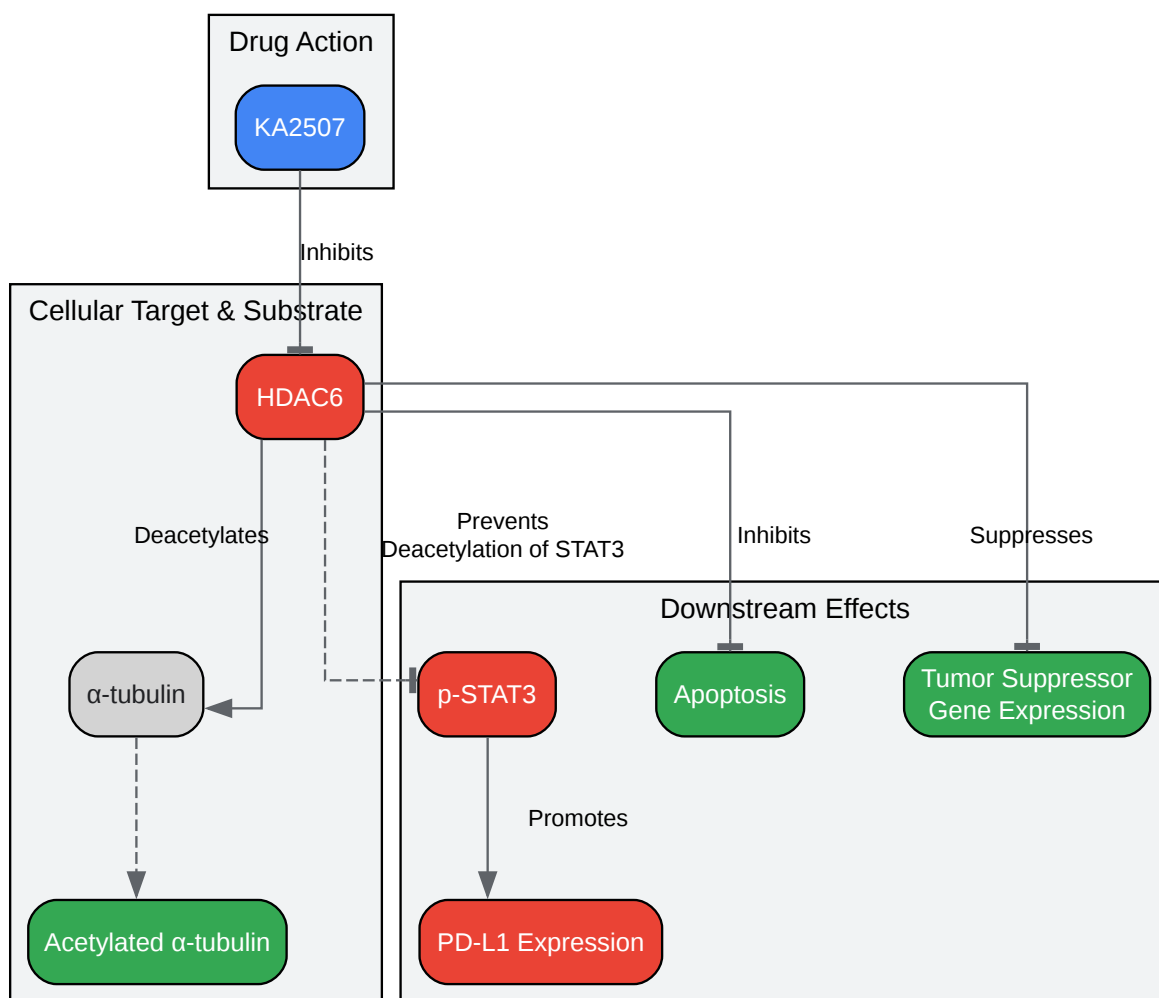 Drug Action
KA2507
Inhibits
Cellular Target & Substrate
HDAC6
Deacetylates
Prevents
Deacetylation of STAT3
Inhibits
Suppresses
Downstream Effects
α-tubulin
p-STAT3
Apoptosis
Tumor Suppressor
Gene Expression
Promotes
Acetylated α-tubulin
PD-L1 Expression